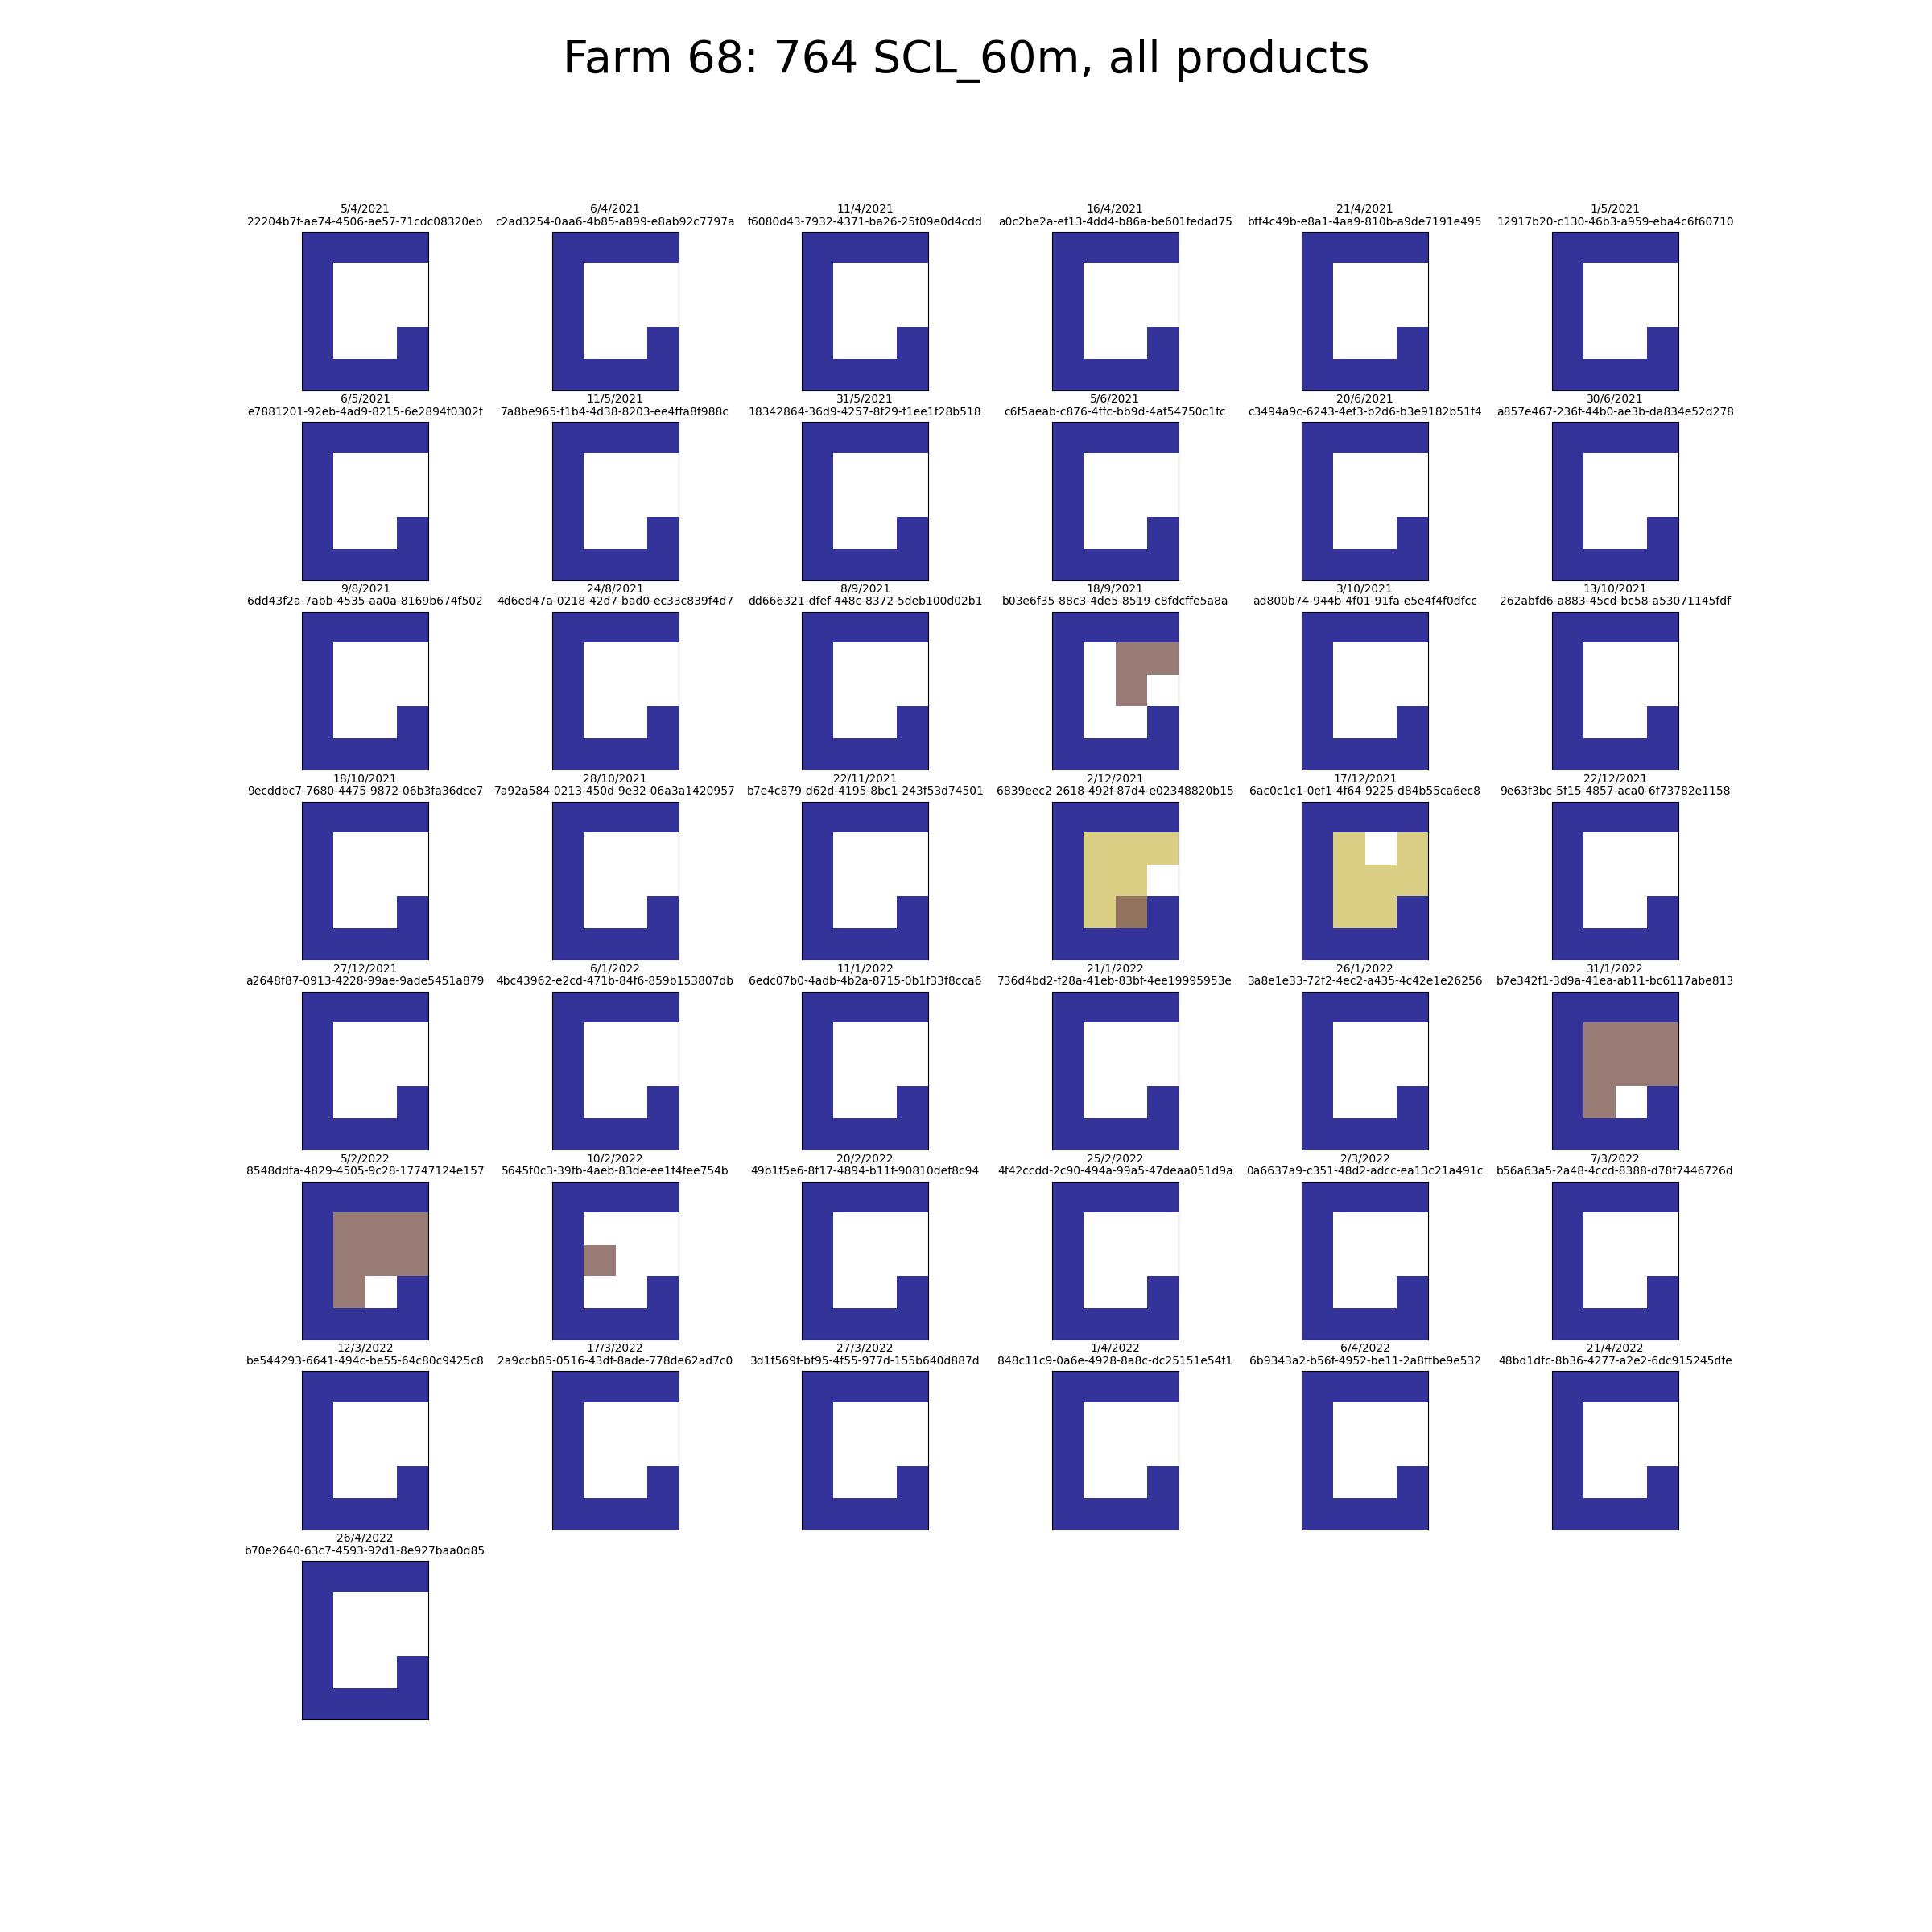 Farm 68: 764 SCL_60m, all products
5/4/2021
22204b7f-ae74-4506-ae57-71cdc08320eb
6/4/2021
c2ad3254-0aa6-4b85-a899-e8ab92c7797a
11/4/2021
f6080d43-7932-4371-ba26-25f09e0d4cdd
16/4/2021
a0c2be2a-ef13-4dd4-b86a-be601fedad75
21/4/2021
bff4c49b-e8a1-4aa9-810b-a9de7191e495
1/5/2021
12917b20-c130-46b3-a959-eba4c6f60710
6/5/2021
e7881201-92eb-4ad9-8215-6e2894f0302f
11/5/2021
7a8be965-f1b4-4d38-8203-ee4ffa8f988c
31/5/2021
18342864-36d9-4257-8f29-f1ee1f28b518
5/6/2021
c6f5aeab-c876-4ffc-bb9d-4af54750c1fc
20/6/2021
c3494a9c-6243-4ef3-b2d6-b3e9182b51f4
30/6/2021
a857e467-236f-44b0-ae3b-da834e52d278
9/8/2021
6dd43f2a-7abb-4535-aa0a-8169b674f502
24/8/2021
4d6ed47a-0218-42d7-bad0-ec33c839f4d7
8/9/2021
dd666321-dfef-448c-8372-5deb100d02b1
18/9/2021
b03e6f35-88c3-4de5-8519-c8fdcffe5a8a
3/10/2021
ad800b74-944b-4f01-91fa-e5e4f4f0dfcc
13/10/2021
262abfd6-a883-45cd-bc58-a53071145fdf
18/10/2021
9ecddbc7-7680-4475-9872-06b3fa36dce7
28/10/2021
7a92a584-0213-450d-9e32-06a3a1420957
22/11/2021
b7e4c879-d62d-4195-8bc1-243f53d74501
2/12/2021
6839eec2-2618-492f-87d4-e02348820b15
17/12/2021
6ac0c1c1-0ef1-4f64-9225-d84b55ca6ec8
22/12/2021
9e63f3bc-5f15-4857-aca0-6f73782e1158
27/12/2021
a2648f87-0913-4228-99ae-9ade5451a879
6/1/2022
4bc43962-e2cd-471b-84f6-859b153807db
11/1/2022
6edc07b0-4adb-4b2a-8715-0b1f33f8cca6
21/1/2022
736d4bd2-f28a-41eb-83bf-4ee19995953e
26/1/2022
3a8e1e33-72f2-4ec2-a435-4c42e1e26256
31/1/2022
b7e342f1-3d9a-41ea-ab11-bc6117abe813
5/2/2022
8548ddfa-4829-4505-9c28-17747124e157
10/2/2022
5645f0c3-39fb-4aeb-83de-ee1f4fee754b
20/2/2022
49b1f5e6-8f17-4894-b11f-90810def8c94
25/2/2022
4f42ccdd-2c90-494a-99a5-47deaa051d9a
2/3/2022
0a6637a9-c351-48d2-adcc-ea13c21a491c
7/3/2022
b56a63a5-2a48-4ccd-8388-d78f7446726d
12/3/2022
be544293-6641-494c-be55-64c80c9425c8
17/3/2022
2a9ccb85-0516-43df-8ade-778de62ad7c0
27/3/2022
3d1f569f-bf95-4f55-977d-155b640d887d
1/4/2022
848c11c9-0a6e-4928-8a8c-dc25151e54f1
6/4/2022
6b9343a2-b56f-4952-be11-2a8ffbe9e532
21/4/2022
48bd1dfc-8b36-4277-a2e2-6dc915245dfe
26/4/2022
b70e2640-63c7-4593-92d1-8e927baa0d85